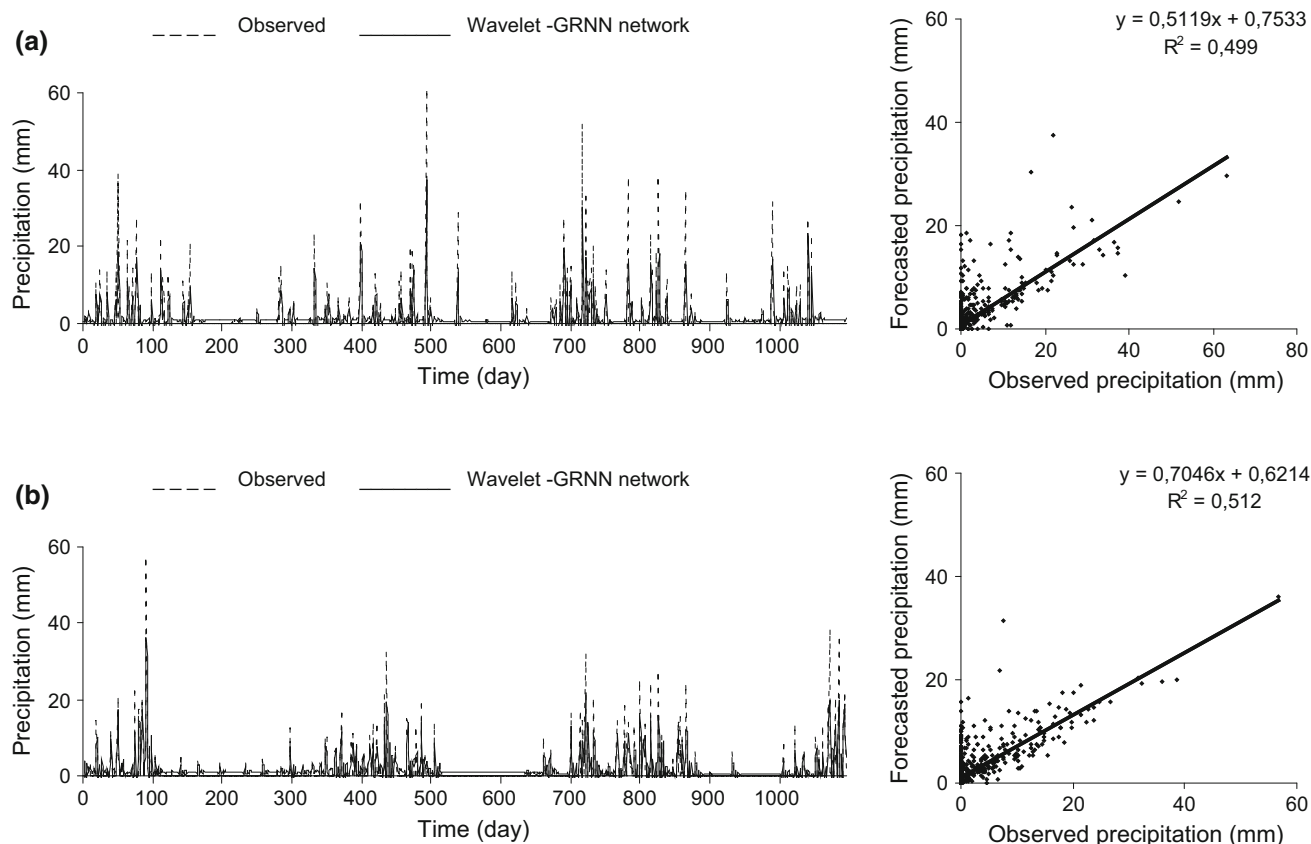 (a)
Observed
Wavelet -GRNN network
Precipitation (mm)
60
40
20
0
0 100 200 300 400 500 600 700 800 900 1000
Time (day)
y = 0,5119x + 0,7533
R² = 0,499
Forecasted precipitation (mm)
60
40
20
0
0 20 40 60 80
Observed precipitation (mm)
(b)
Observed
Wavelet -GRNN network
Precipitation (mm)
60
40
20
0
0 100 200 300 400 500 600 700 800 900 1000
Time (day)
y = 0,7046x + 0,6214
R² = 0,512
Forecasted precipitation (mm)
60
40
20
0
0 20 40 60
Observed precipitation (mm)